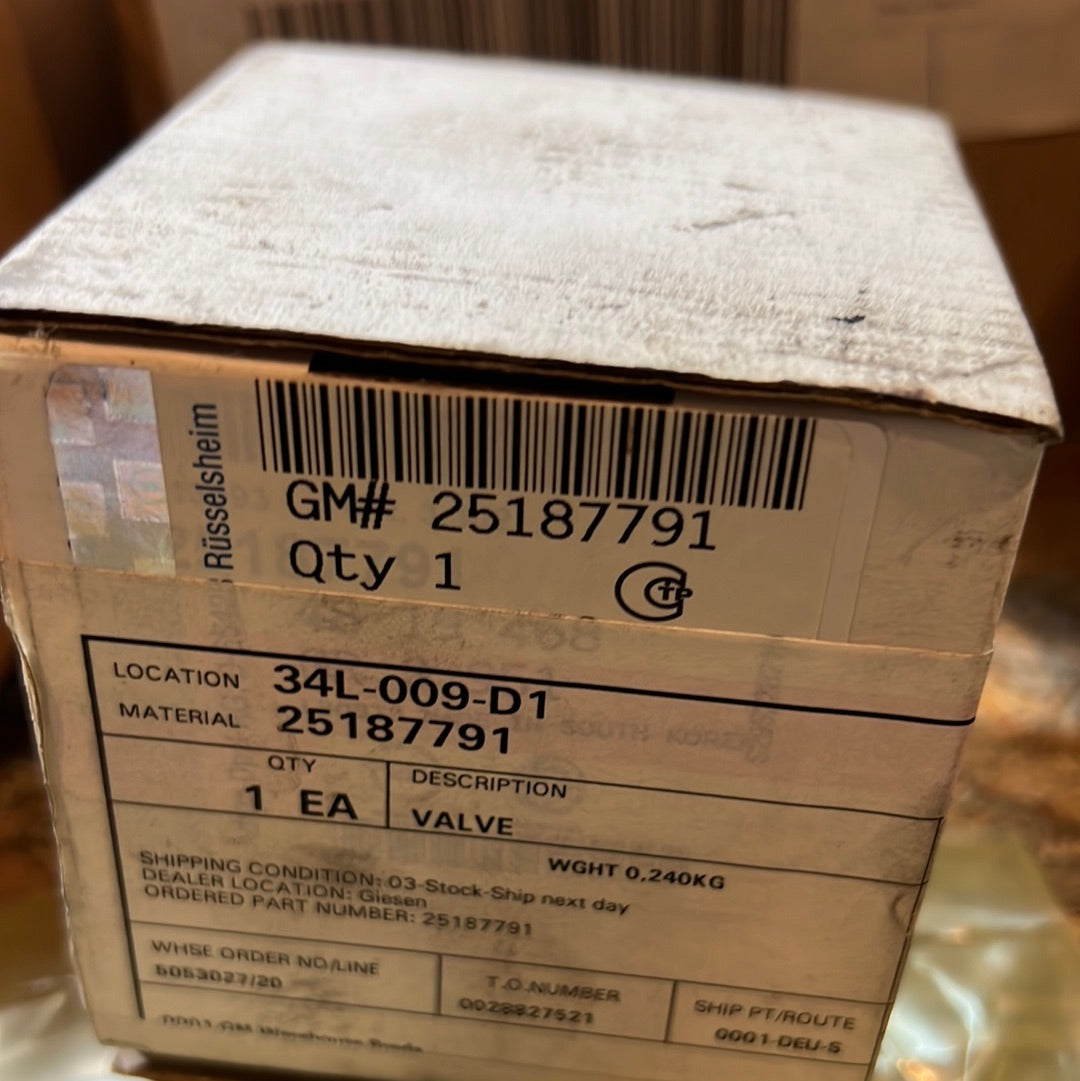 Rüsselsheim
GM# 25187791
Qty 1
LOCATION 34L-009-D1
MATERIAL 25187791
SOUTH KOREA
QTY
1 EA
DESCRIPTION
VALVE
WGHT 0,240KG
SHIPPING CONDITION: 03-Stock-Ship next day
DEALER LOCATION: Giesen
ORDERED PART NUMBER: 25187791
WHSE ORDER NO/LINE
5053027/20
T.O.NUMBER
0028827521
SHIP PT/ROUTE
0001-DEU-S